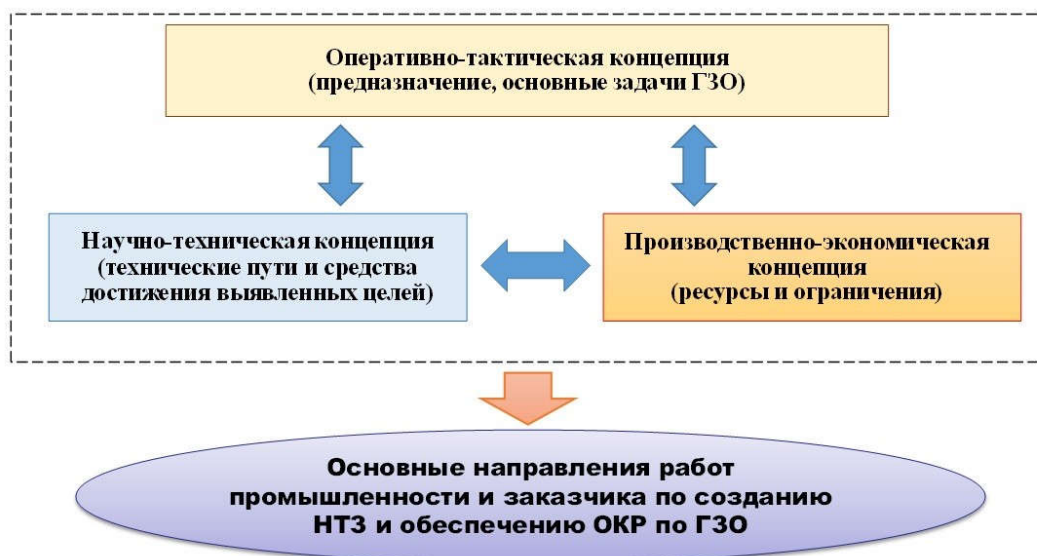 Оперативно-тактическая концепция
(предназначение, основные задачи ГЗО)
Научно-техническая концепция
(технические пути и средства
достижения выявленных целей)
Производственно-экономическая
концепция
(ресурсы и ограничения)
Основные направления работ
промышленности и заказчика по созданию
НТЗ и обеспечению ОКР по ГЗО